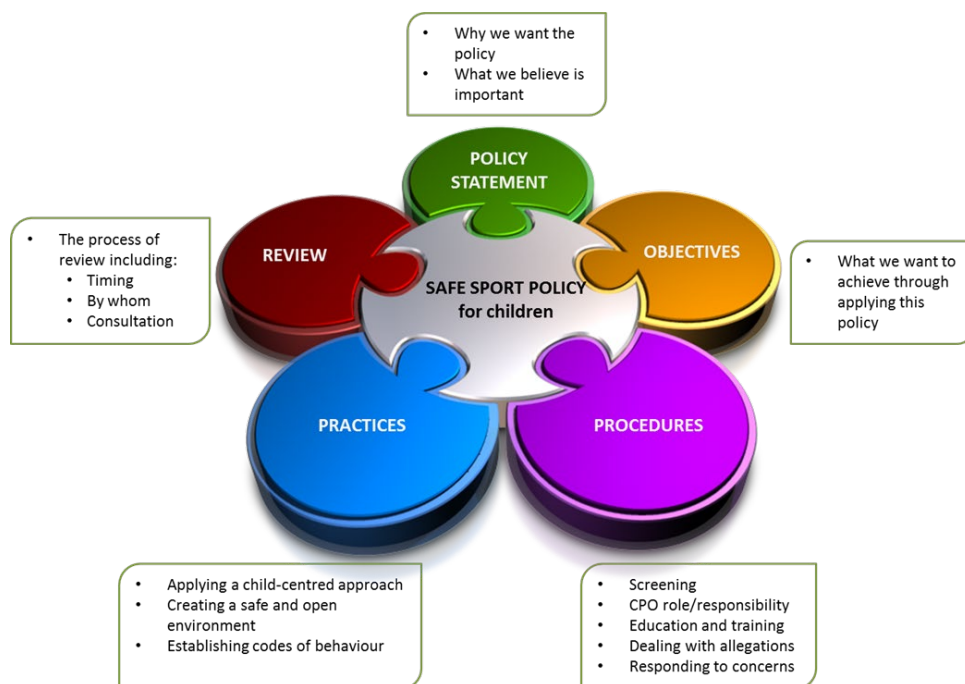 • Why we want the
policy
• What we believe is
important
POLICY
STATEMENT
REVIEW
OBJECTIVES
• The process of
review including:
• Timing
• By whom
• Consultation
SAFE SPORT POLICY
for children
• What we want to
achieve through
applying this
policy
PRACTICES
PROCEDURES
• Applying a child-centred approach
• Creating a safe and open
environment
• Establishing codes of behaviour
• Screening
• CPO role/responsibility
• Education and training
• Dealing with allegations
• Responding to concerns